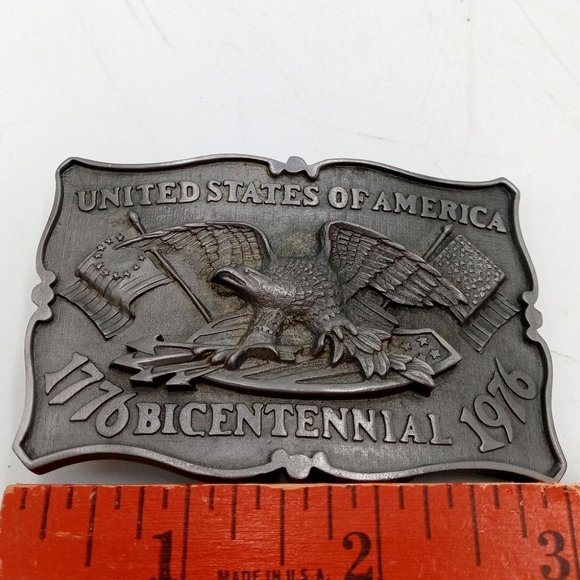 UNITED STATES OF AMERICA
1776 BICENTENNIAL 1976
1 2 3
MADE IN U.S.A.